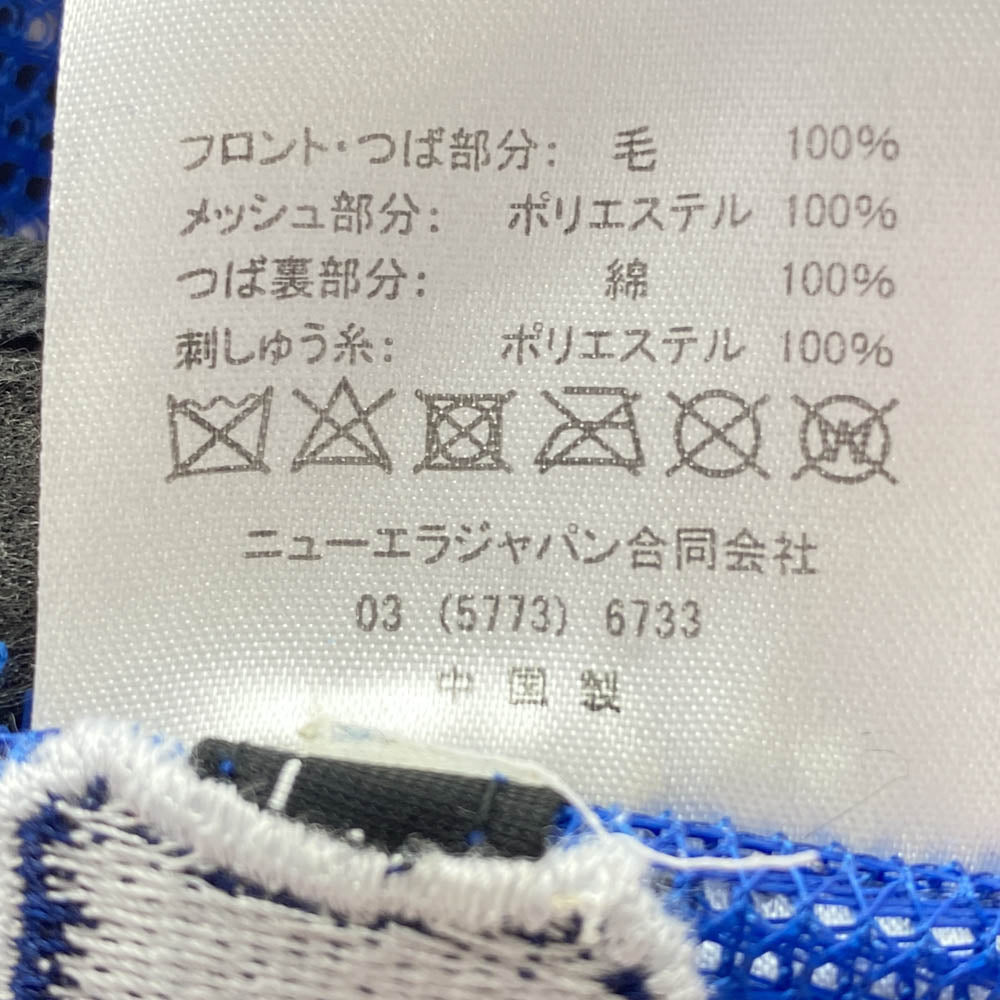 フロント・つば部分: 毛 100%
メッシュ部分: ポリエステル 100%
つば裏部分: 綿 100%
刺しゅう糸: ポリエステル 100%
W
ニューエラジャパン合同会社
03 (5773) 6733
中国製